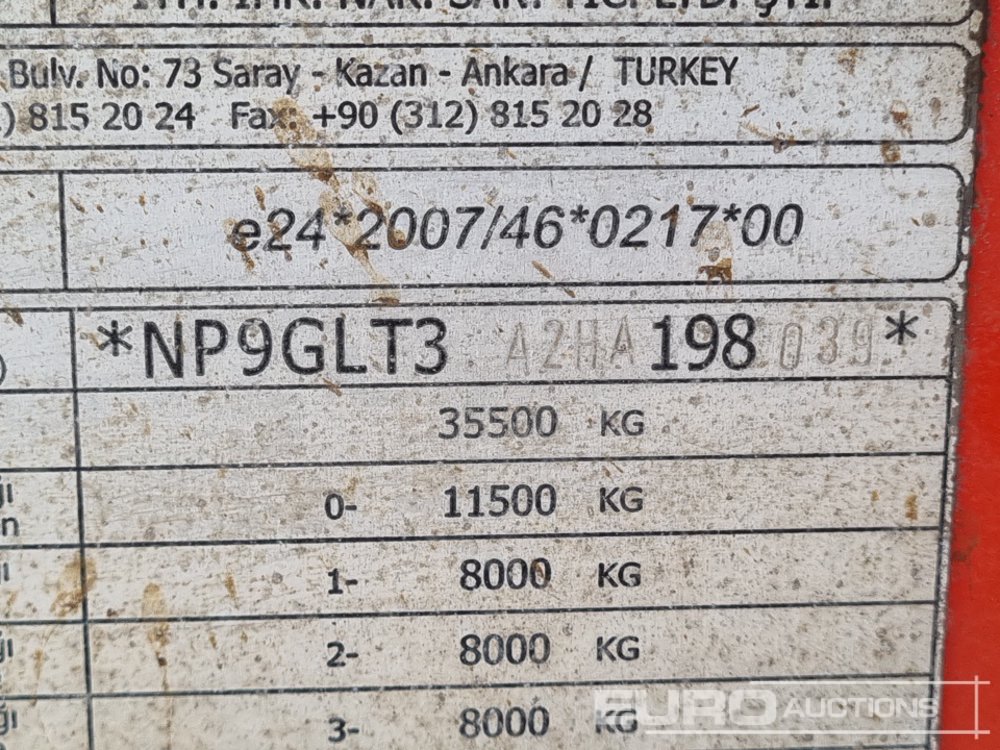 Bulv. No: 73 Saray - Kazan - Ankara / TURKEY
) 815 20 24 Fax: +90 (312) 815 20 28
e24*2007/46*0217*00
*NP9GLT3 A2HA 198 039 *
35500 KG
0- 11500 KG
1- 8000 KG
2- 8000 KG
3- 8000 KG
EURO AUCTIONS